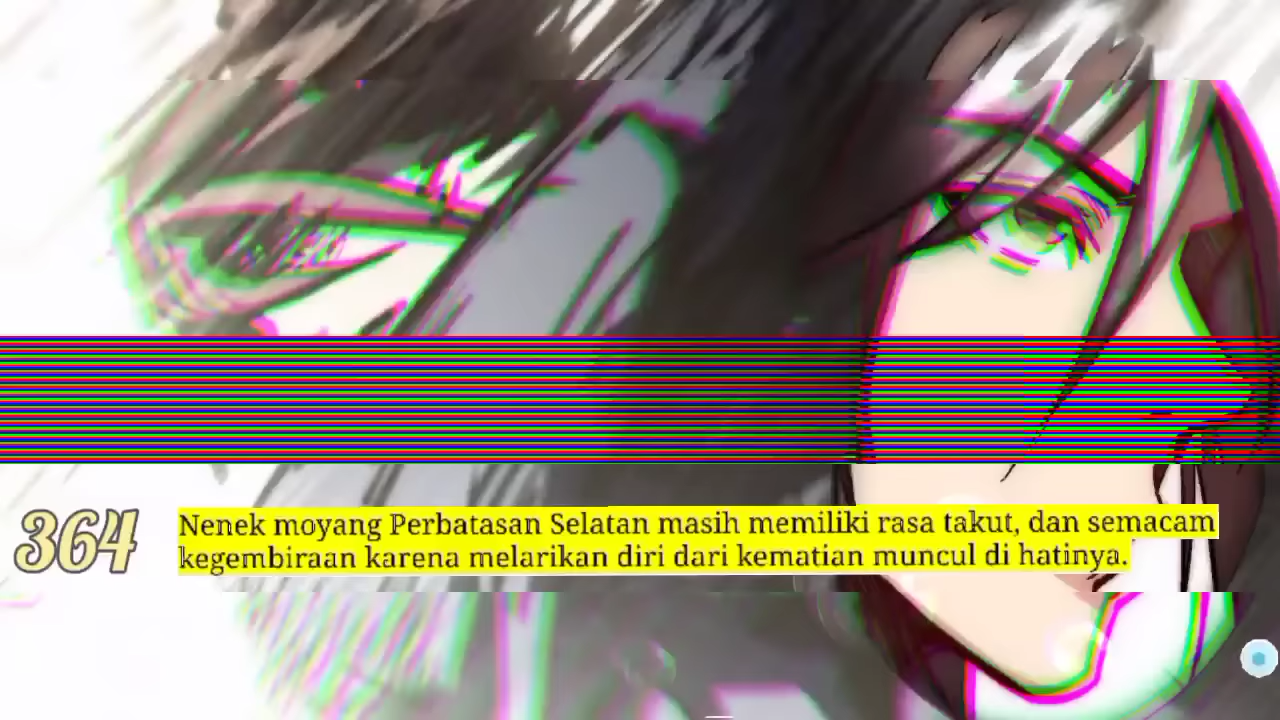 364
Nenek moyang Perbatasan Selatan masih memiliki rasa takut, dan semacam
kegembiraan karena melarikan diri dari kematian muncul di hatinya.